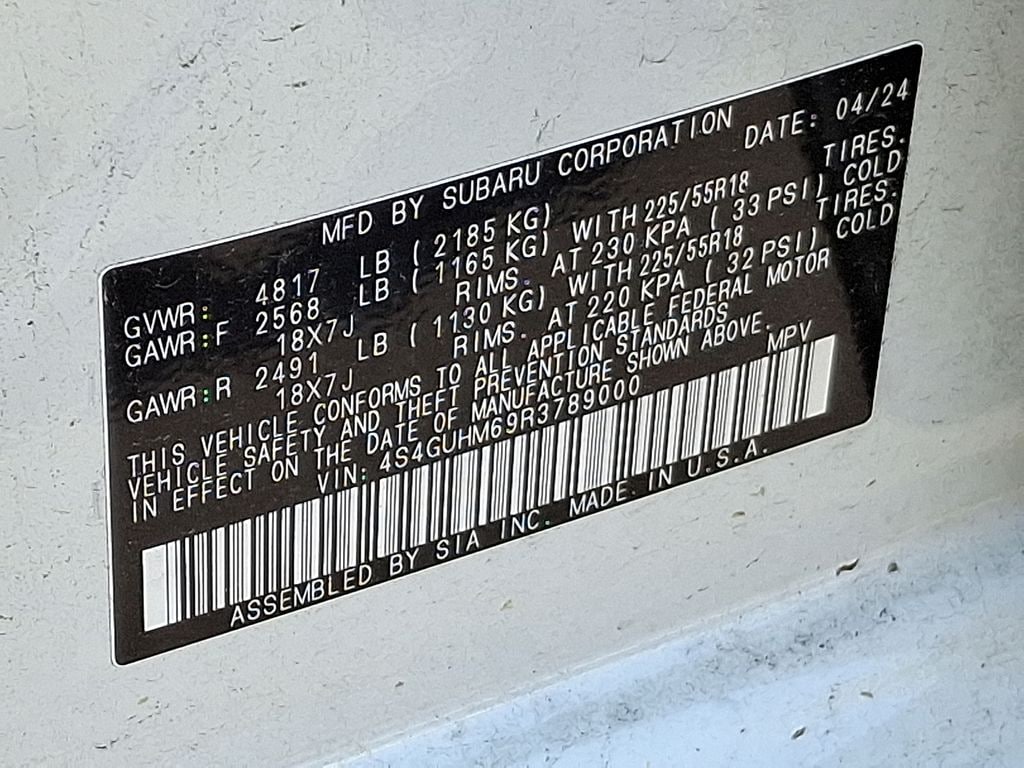 MFD BY SUBARU CORPORATION
DATE: 04/24
GVWR: 4817 LB ( 2185 KG)
GAWR:F 2568 LB ( 1165 KG) WITH 225/55R18 TIRES.
18X7J RIMS. AT 230 KPA ( 33 PSI) COLD
GAWR:R 2491 LB ( 1130 KG) WITH 225/55R18 TIRES.
18X7J RIMS. AT 220 KPA ( 32 PSI) COLD
THIS VEHICLE CONFORMS TO ALL APPLICABLE FEDERAL MOTOR
VEHICLE SAFETY AND THEFT PREVENTION STANDARDS
IN EFFECT ON THE DATE OF MANUFACTURE SHOWN ABOVE.
VIN: 4S4GUHM69R3789000 MPV
ASSEMBLED BY SIA INC. MADE IN U.S.A.